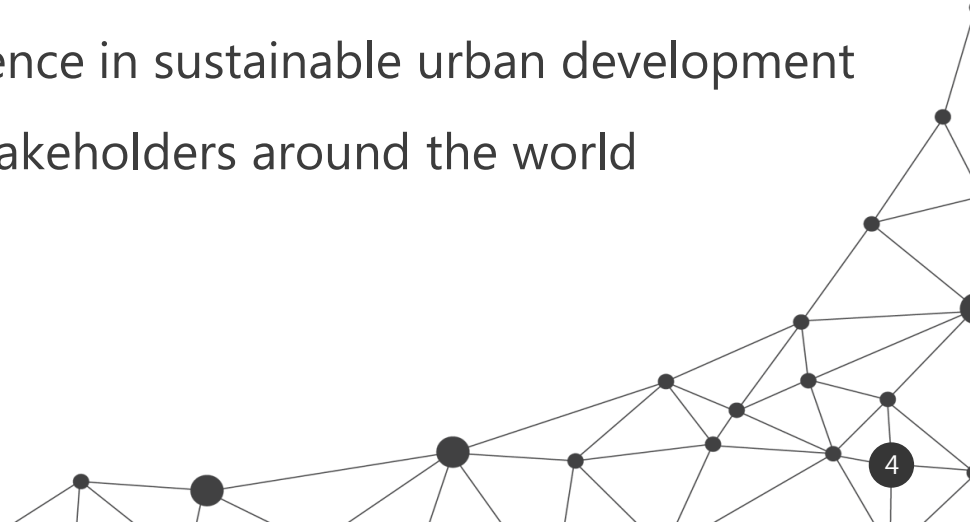 ence in sustainable urban development
akeholders around the world
4